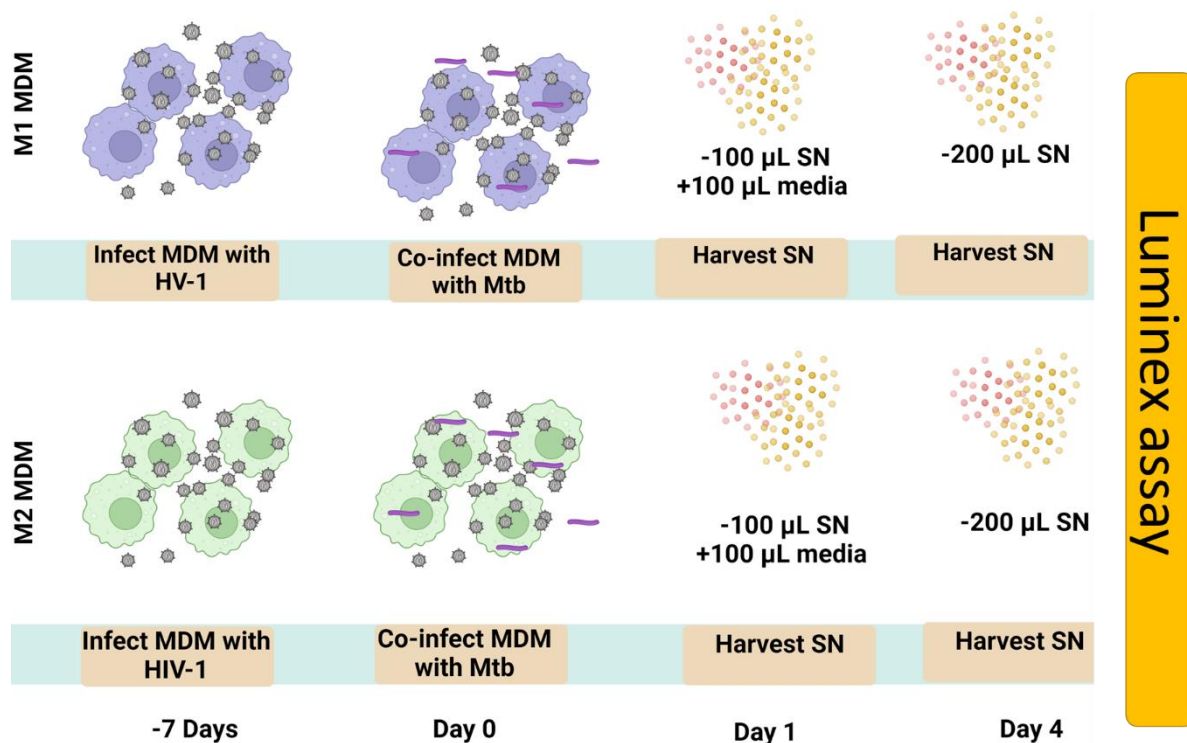 M1 MDM
-100 µL SN
+100 µL media
-200 µL SN
Infect MDM with
HV-1
Co-infect MDM
with Mtb
Harvest SN
Harvest SN
M2 MDM
-100 µL SN
+100 µL media
-200 µL SN
Infect MDM with
HIV-1
Co-infect MDM
with Mtb
Harvest SN
Harvest SN
-7 Days
Day 0
Day 1
Day 4
Luminex assay